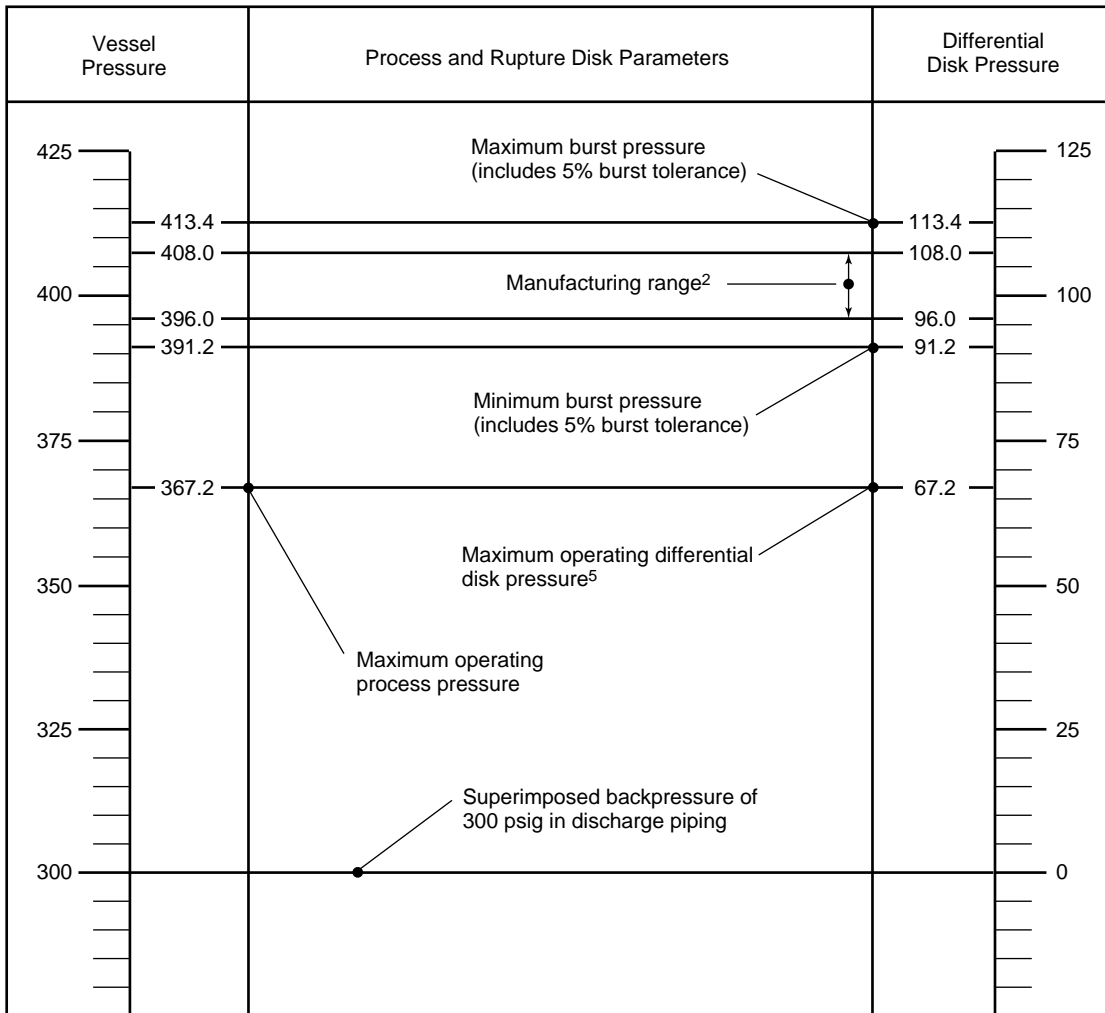 Vessel
Pressure
Process and Rupture Disk Parameters
Differential
Disk Pressure
Maximum burst pressure
(includes 5% burst tolerance)
425
125
413.4
113.4
408.0
108.0
Manufacturing range2
400
100
396.0
96.0
391.2
91.2
Minimum burst pressure
(includes 5% burst tolerance)
375
75
367.2
67.2
Maximum operating differential
disk pressure5
350
50
Maximum operating
process pressure
325
25
Superimposed backpressure of
300 psig in discharge piping
300
0